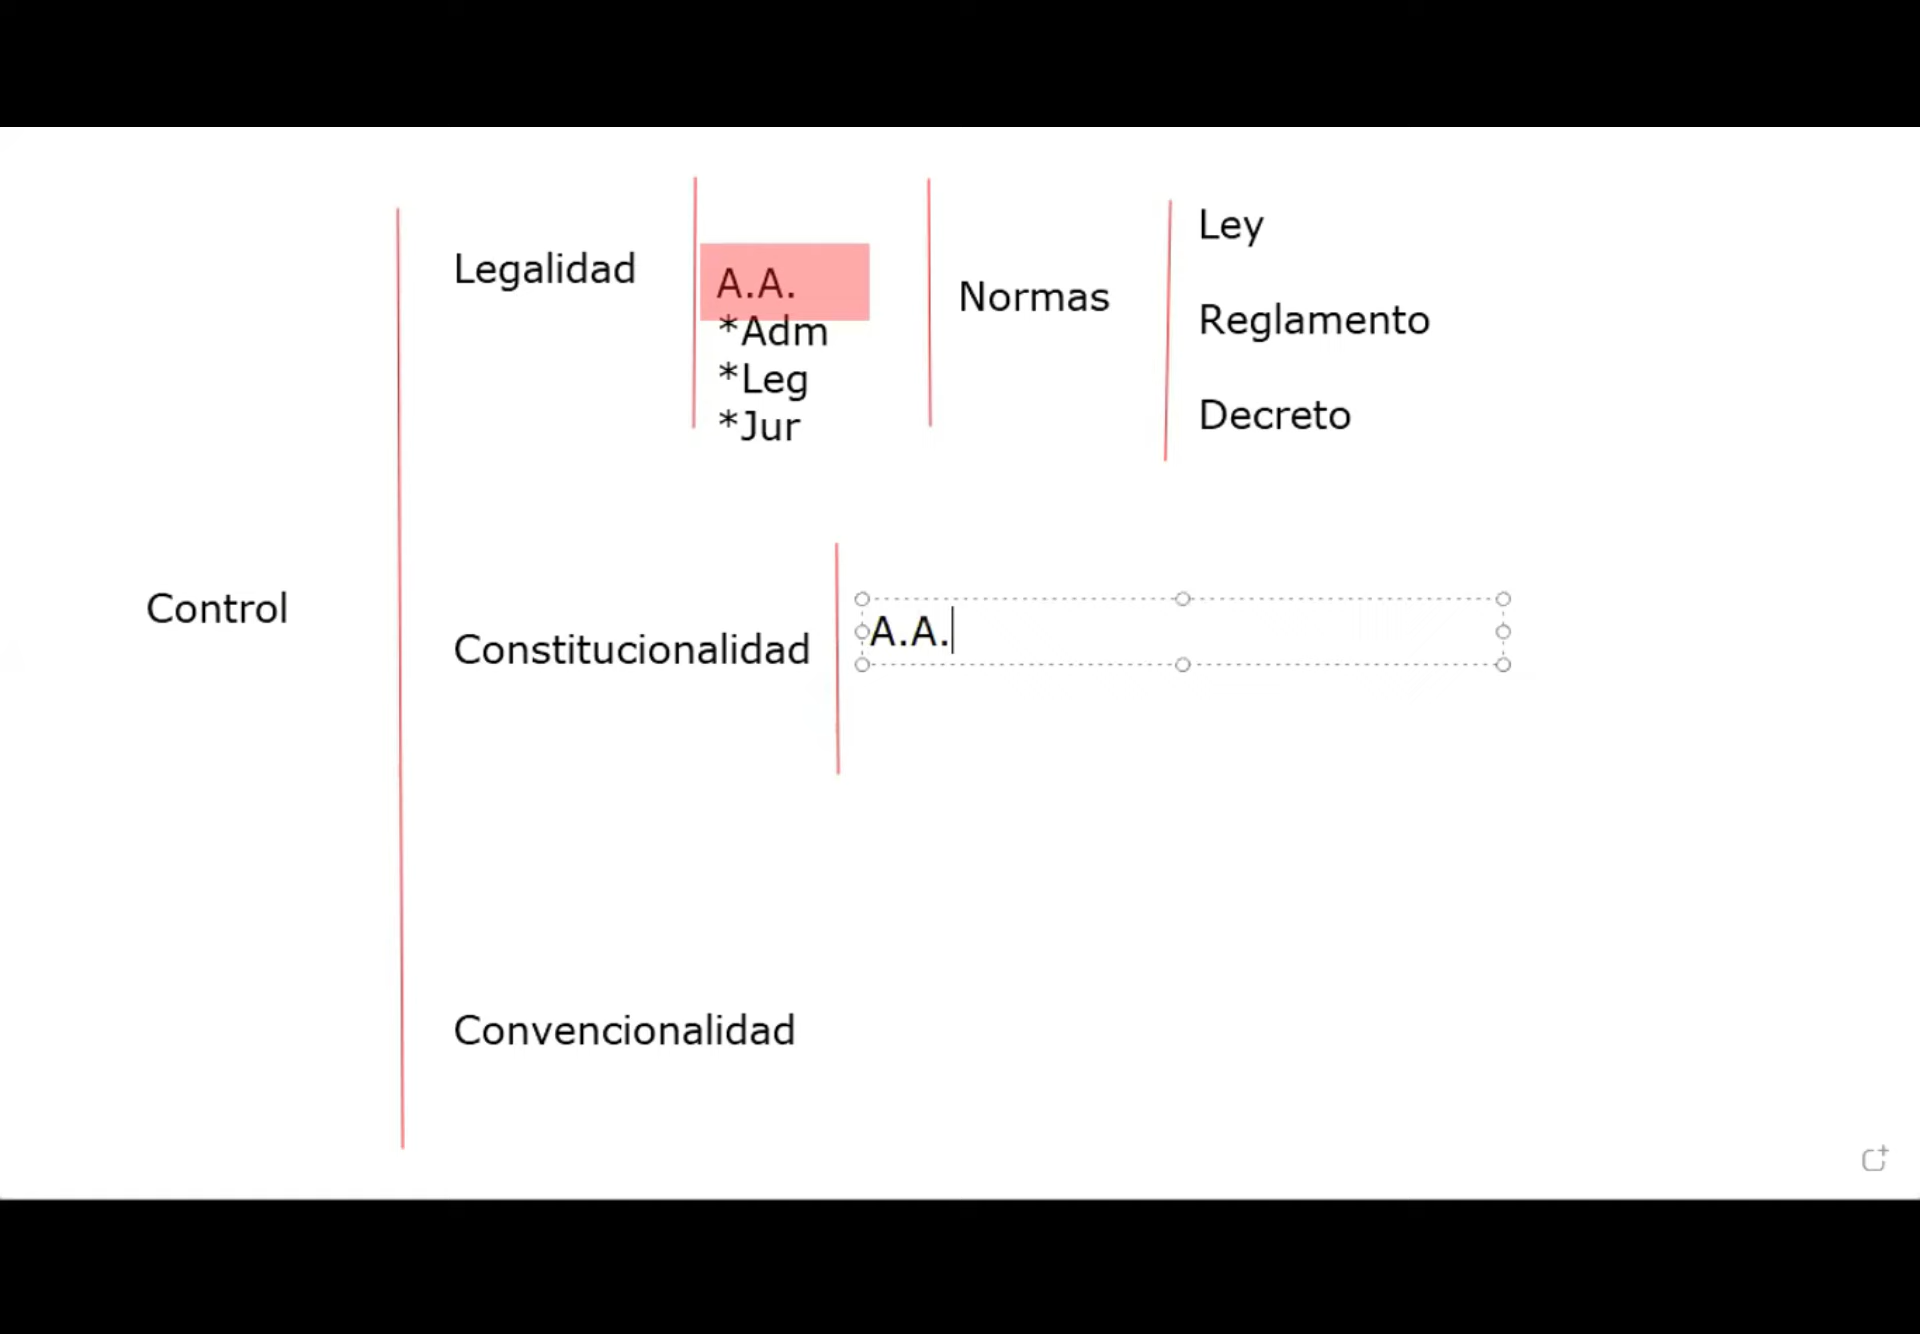 Control
Legalidad
A.A.
*Adm
*Leg
*Jur
Normas
Ley
Reglamento
Decreto
Constitucionalidad
A.A.
Convencionalidad